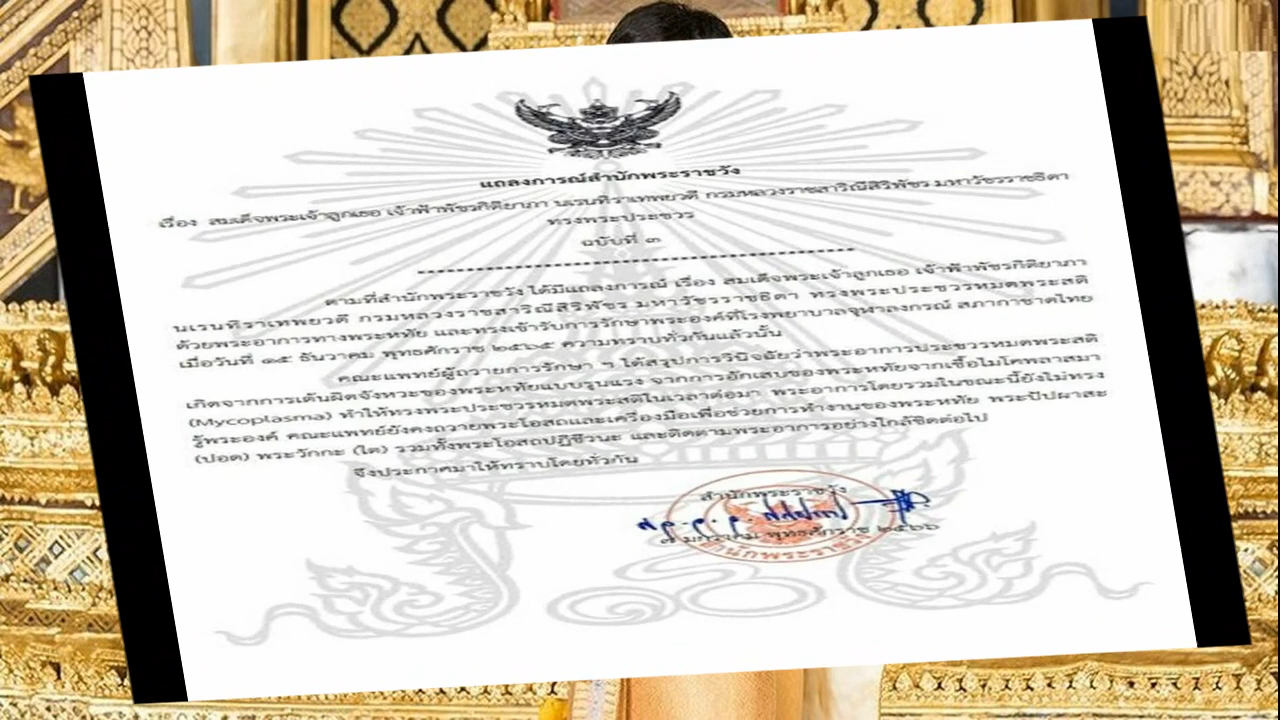 แถลงการณ์สำนักพระราชวัง
เรื่อง สมเด็จพระเจ้าลูกเธอ เจ้าฟ้าพัชรกิติยาภา นเรนทิราเทพยวดี กรมหลวงราชสาริณีสิริพัชร มหาวัชรราชธิดา
ทรงพระประชวร
ฉบับที่ ๓
ตามที่สำนักพระราชวัง ได้มีแถลงการณ์ เรื่อง สมเด็จพระเจ้าลูกเธอ เจ้าฟ้าพัชรกิติยาภา
นเรนทิราเทพยวดี กรมหลวงราชสาริณีสิริพัชร มหาวัชรราชธิดา ทรงพระประชวรหมดพระสติ
ด้วยพระอาการทางพระหทัย และทรงเข้ารับการรักษาพระองค์ที่โรงพยาบาลจุฬาลงกรณ์ สภากาชาดไทย
เมื่อวันที่ ๑๕ ธันวาคม พุทธศักราช ๒๕๖๕ ความทราบทั่วกันแล้วนั้น
คณะแพทย์ผู้ถวายการรักษา ฯ ได้สรุปการวินิจฉัยว่าพระอาการประชวรหมดพระสติ
เกิดจากการเต้นผิดจังหวะของพระหทัยแบบรุนแรง จากการอักเสบของพระหทัยจากเชื้อไมโคพลาสมา
(Mycoplasma) ทำให้ทรงพระประชวรหมดพระสติในเวลาต่อมา พระอาการโดยรวมในขณะนี้ยังไม่ทรง
รู้พระองค์ คณะแพทย์ยังคงถวายพระโอสถและเครื่องมือเพื่อช่วยการทำงานของพระหทัย พระปัปผาสะ
(ปอด) พระวักกะ (ไต) รวมทั้งพระโอสถปฏิชีวนะ และติดตามพระอาการอย่างใกล้ชิดต่อไป
จึงประกาศมาให้ทราบโดยทั่วกัน
สำนักพระราชวัง
๗ มกราคม พุทธศักราช ๒๕๖๖
สำนักพระราชวัง